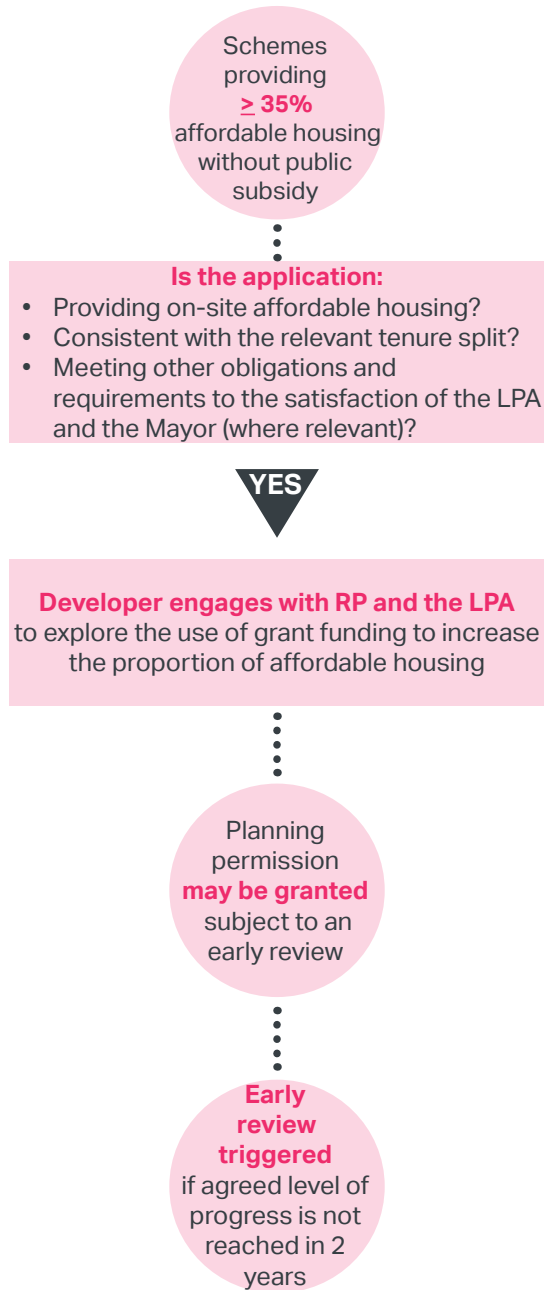 Schemes
providing
≥ 35%
affordable housing
without public
subsidy
Is the application:
• Providing on-site affordable housing?
• Consistent with the relevant tenure split?
• Meeting other obligations and
requirements to the satisfaction of the LPA
and the Mayor (where relevant)?
YES
Developer engages with RP and the LPA
to explore the use of grant funding to increase
the proportion of affordable housing
Planning
permission
may be granted
subject to an
early review
Early
review
triggered
if agreed level of
progress is not
reached in 2
years